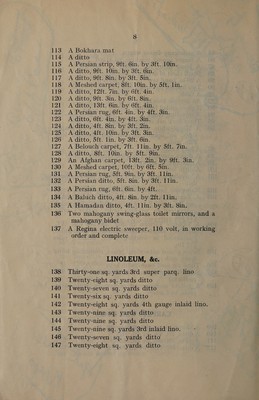 8
113 A Bokhara mat
114 A ditto
115 A Persian strip, 9ft. 6in. by 3ft. 10in.
116 A ditto, 9ft. 10in. by 3ft. 6in.
117 A ditto, 9ft. 8in. by 3ft. 5in.
118 A Meshed carpet, 8ft. 10in. by 5ft. 1in.
119 A ditto, 12ft. 7in. by 6ft. 4in.
120 A ditto, 9ft. 3in. by 6ft. 8in.
121 A ditto, 13ft. 6in. by 6ft. 4in.
122 A Persian rug, 6ft. 4in. by 4ft. 3in.
123 A ditto, 6ft. 4in. by 4ft. 3in.
124 A ditto, 4ft. 8in. by 3ft. 2in.
125 A ditto, 4ft. 10in. by 3ft. 3in.
126 A ditto, 5ft. 1in. by 3ft. 6in.
127 A Belouch carpet, 7ft. 11in. by 5ft. 7in.
128 A ditto, 8ft. 10in. by 5ft. 9in.
129 An Afghan carpet, 13ft. 2in. by 9ft. 3in.
130 A Meshed carpet, 10ft. by 6ft. 5in.
131 A Persian rug, 5ft. 9in. by 3ft. 11in.
132 A Persian ditto, 5ft. 8in. by 3ft. 11in.
133 A Persian rug, 6ft. 6in. by 4ft.
134 A Baluch ditto, 4ft. 8in. by 2ft. 11in.
135 A Hamadan ditto, 4ft. 11in. by 3ft. 8in.
136 Two mahogany swing-glass toilet mirrors, and a
mahogany bidet
137 A Regina electric sweeper, 110 volt, in working
order and complete
LINOLEUM, &c.
138 Thirty-one sq. yards 3rd super parq. lino
139 Twenty-eight sq. yards ditto
140 Twenty-seven sq. yards ditto
141 Twenty-six sq. yards ditto
142 Twenty-eight sq. yards 4th gauge inlaid lino.
143 Twenty-nine sq. yards ditto
144 Twenty-nine sq. yards ditto
145 Twenty-nine sq. yards 3rd inlaid lino.
146 Twenty-seven sq. yards ditto
147 Twenty-eight sq. yards ditto